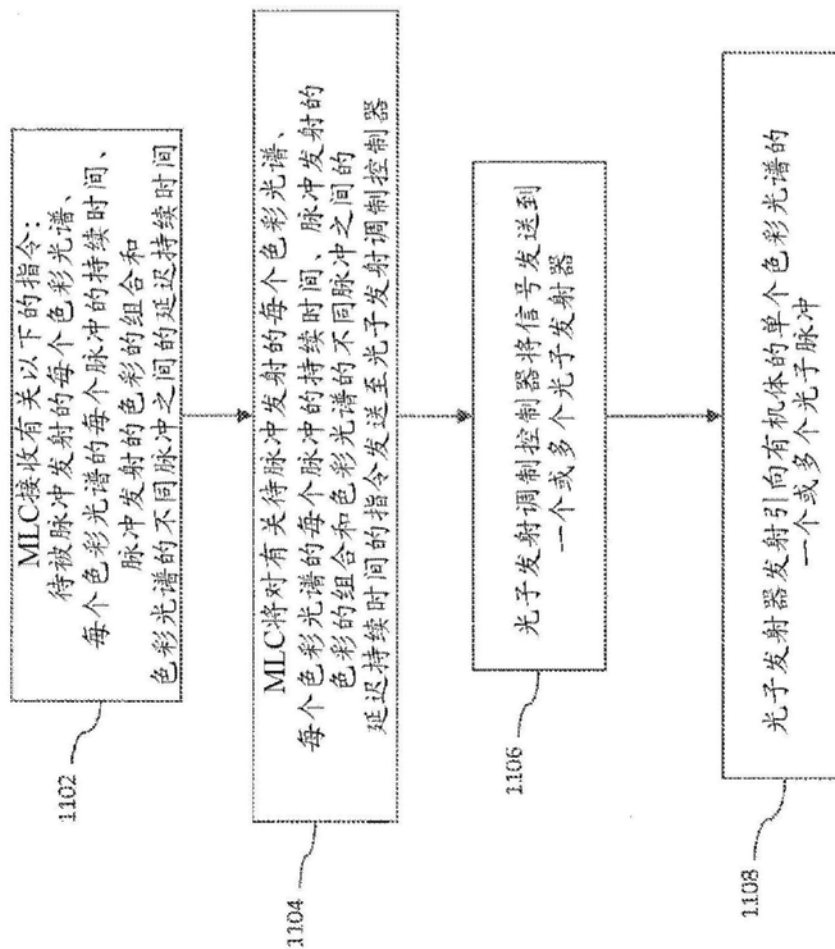 MLC接收有关以下的指令：
待被脉冲发射的每个色彩光谱、
每个色彩光谱的每个脉冲的持续时间、
脉冲发射的色彩的组合和
色彩光谱的不同脉冲之间的延迟持续时间
1102
MLC将对有关待脉冲发射的每个色彩光谱、
每个色彩光谱的每个脉冲的持续时间、脉冲发射的
色彩的组合和色彩光谱的不同脉冲之间的
延迟持续时间的指令发送至光子发射调制控制器
1104
光子发射调制控制器将信号发送到
一个或多个光子发射器
1106
光子发射器发射引向有机体的单个色彩光谱的
一个或多个光子脉冲
1108